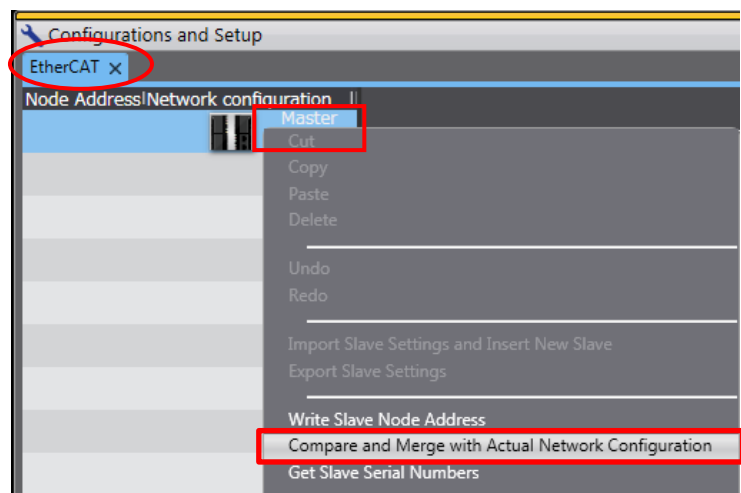 Configurations and Setup
EtherCAT ×
Node Address|Network configuration ||
Master
Cut
Copy
Paste
Delete
Undo
Redo
Import Slave Settings and Insert New Slave
Export Slave Settings
Write Slave Node Address
Compare and Merge with Actual Network Configuration
Get Slave Serial Numbers